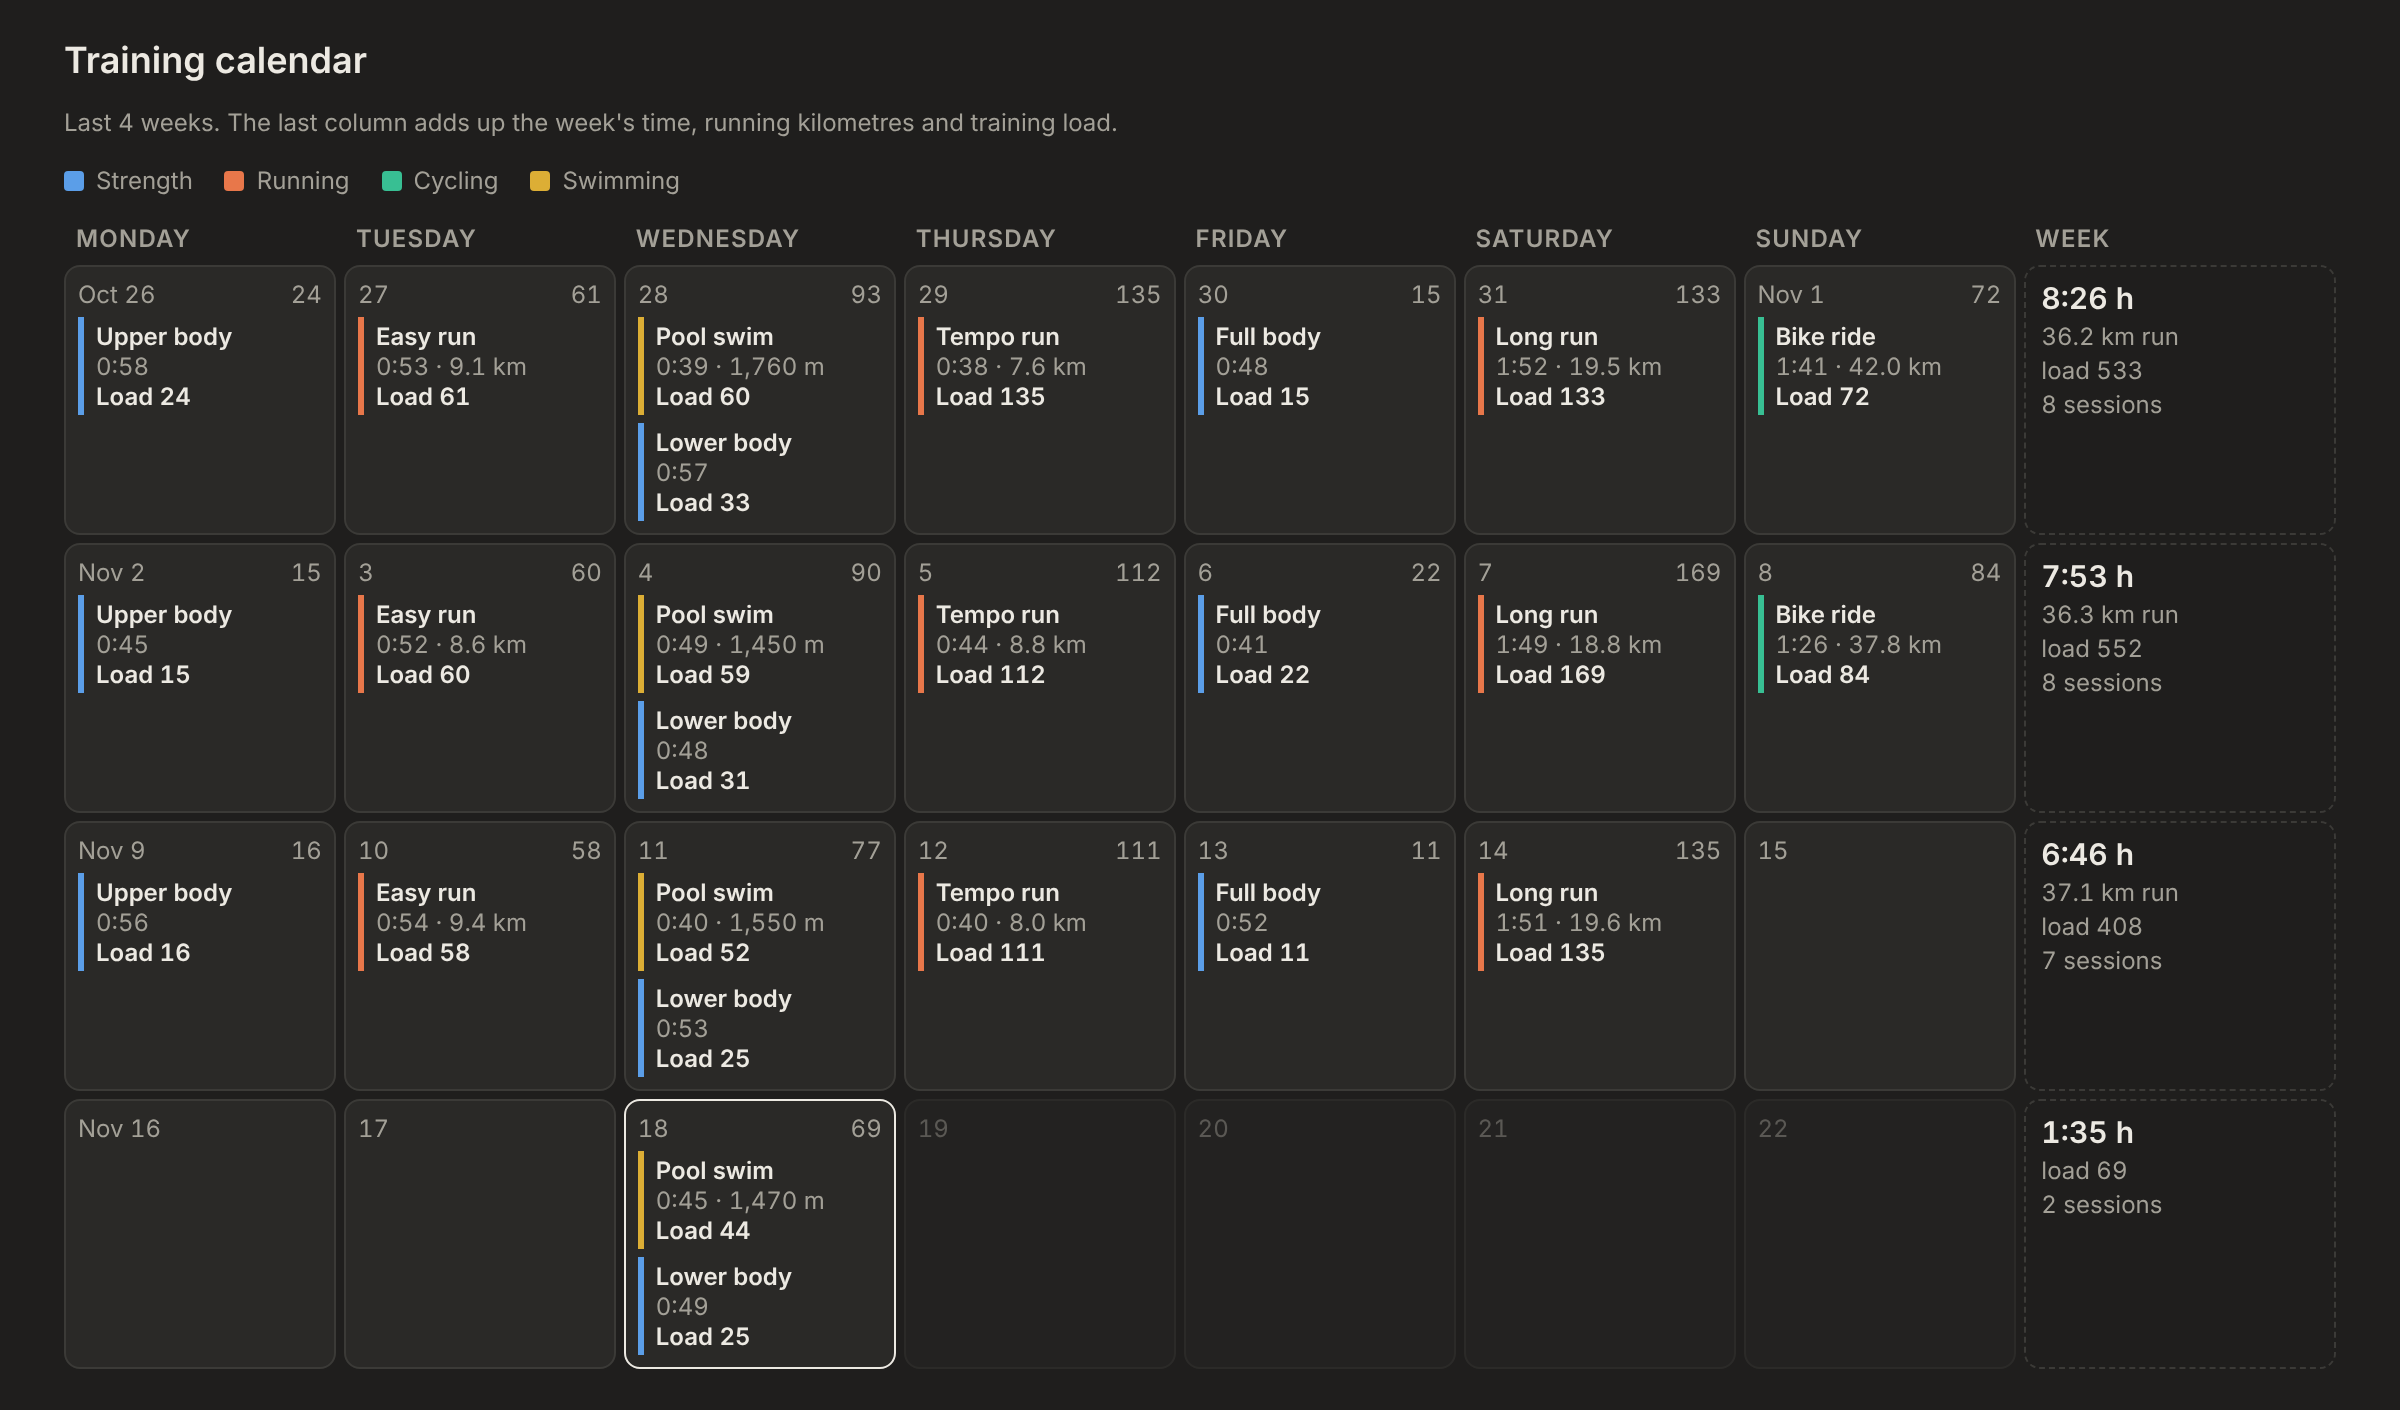 Training calendar
Last 4 weeks. The last column adds up the week's time, running kilometres and training load.
Strength Running Cycling Swimming
MONDAY TUESDAY WEDNESDAY THURSDAY FRIDAY SATURDAY SUNDAY WEEK
Oct 26 24
Upper body
0:58
Load 24
27 61
Easy run
0:53 · 9.1 km
Load 61
28 93
Pool swim
0:39 · 1,760 m
Load 60
Lower body
0:57
Load 33
29 135
Tempo run
0:38 · 7.6 km
Load 135
30 15
Full body
0:48
Load 15
31 133
Long run
1:52 · 19.5 km
Load 133
Nov 1 72
Bike ride
1:41 · 42.0 km
Load 72
8:26 h
36.2 km run
load 533
8 sessions
Nov 2 15
Upper body
0:45
Load 15
3 60
Easy run
0:52 · 8.6 km
Load 60
4 90
Pool swim
0:49 · 1,450 m
Load 59
Lower body
0:48
Load 31
5 112
Tempo run
0:44 · 8.8 km
Load 112
6 22
Full body
0:41
Load 22
7 169
Long run
1:49 · 18.8 km
Load 169
8 84
Bike ride
1:26 · 37.8 km
Load 84
7:53 h
36.3 km run
load 552
8 sessions
Nov 9 16
Upper body
0:56
Load 16
10 58
Easy run
0:54 · 9.4 km
Load 58
11 77
Pool swim
0:40 · 1,550 m
Load 52
Lower body
0:53
Load 25
12 111
Tempo run
0:40 · 8.0 km
Load 111
13 11
Full body
0:52
Load 11
14 135
Long run
1:51 · 19.6 km
Load 135
15
6:46 h
37.1 km run
load 408
7 sessions
Nov 16
17
18 69
Pool swim
0:45 · 1,470 m
Load 44
Lower body
0:49
Load 25
19
20
21
22
1:35 h
load 69
2 sessions